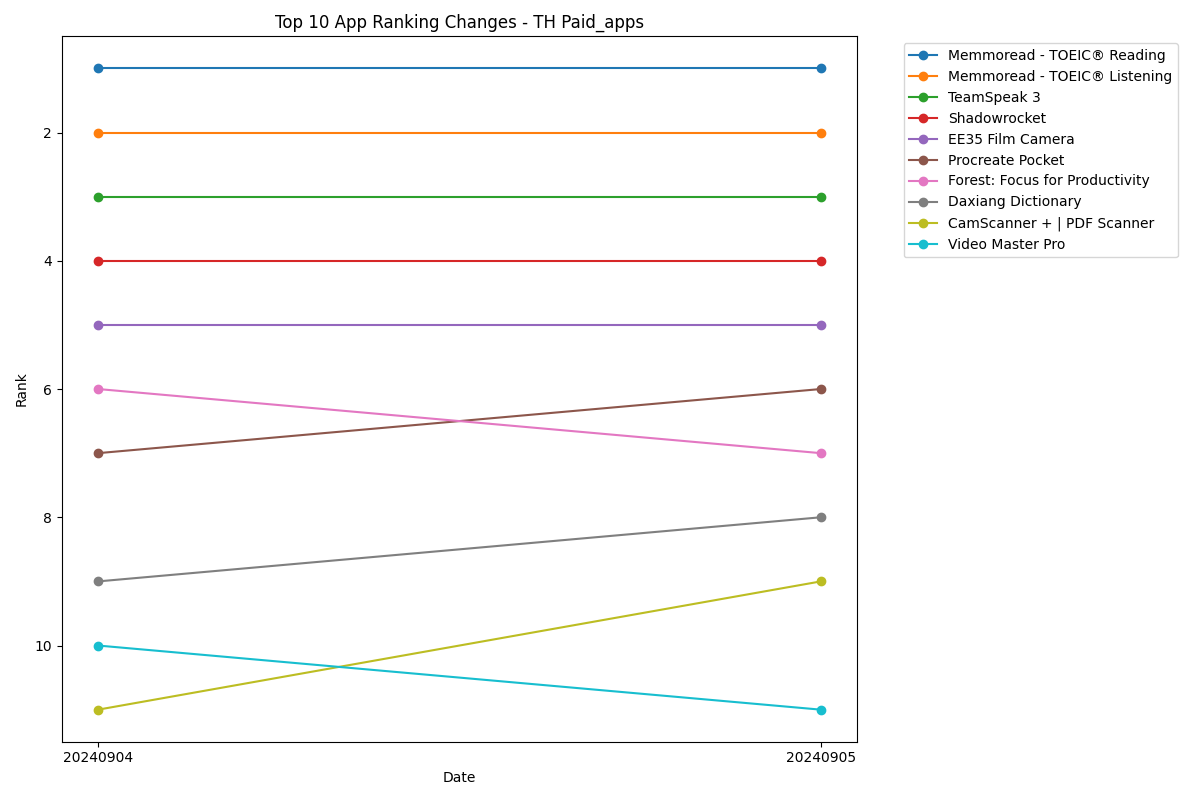 Top 10 App Ranking Changes - TH Paid_apps
Memmoread - TOEIC® Reading
Memmoread - TOEIC® Listening
TeamSpeak 3
Shadowrocket
EE35 Film Camera
Procreate Pocket
Forest: Focus for Productivity
Daxiang Dictionary
CamScanner + | PDF Scanner
Video Master Pro
Rank
2
4
6
8
10
20240904
20240905
Date